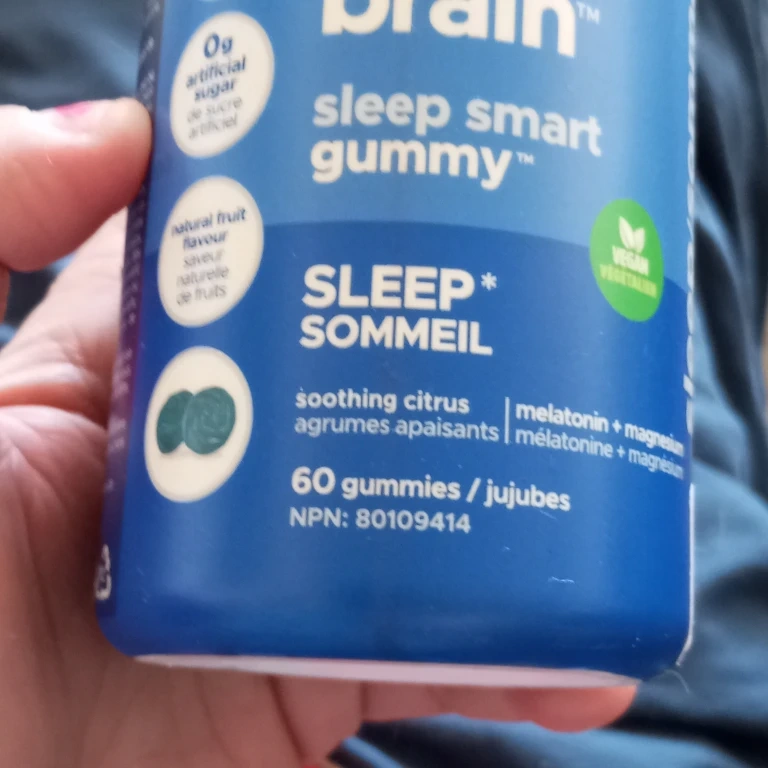 brain™
sleep smart
gummy™
0g
artificial
sugar
de sucre
artificiel
natural fruit
flavour
saveur
naturelle
de fruits
VEGAN
VÉGÉTALIEN
SLEEP*
SOMMEIL
soothing citrus
agrumes apaisants
melatonin + magnesium
mélatonine + magnésium
60 gummies / jujubes
NPN: 80109414